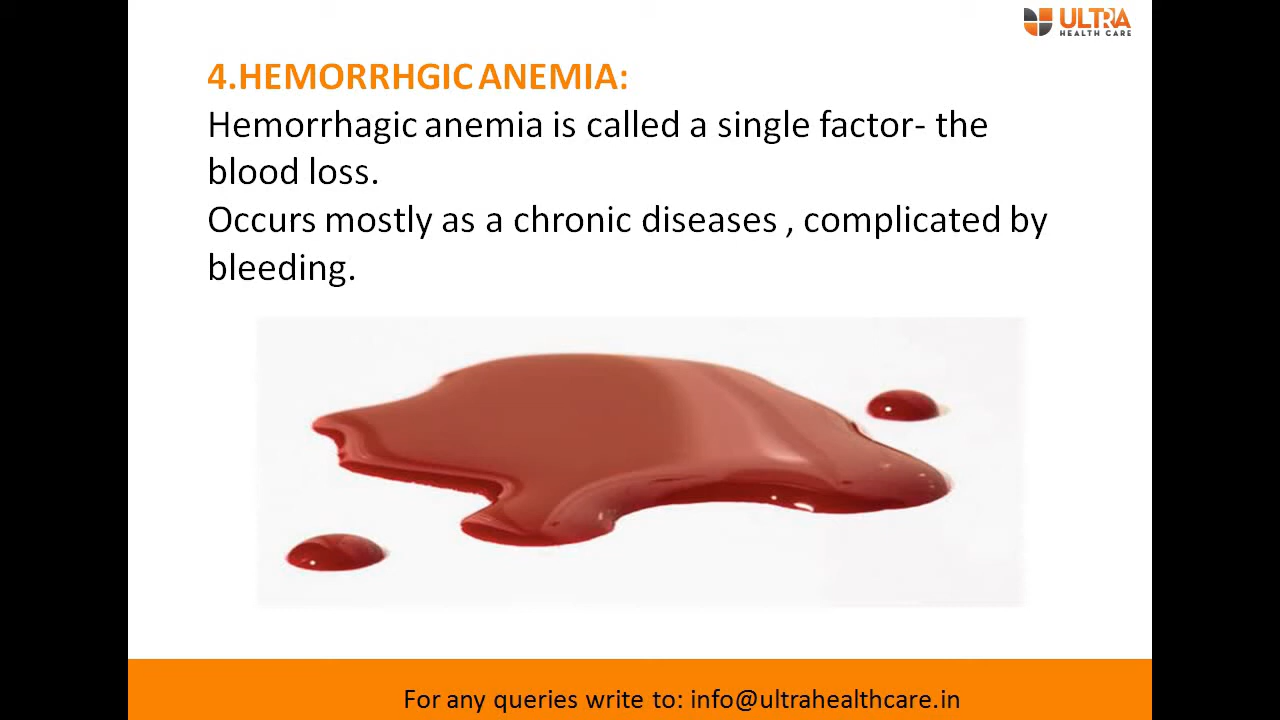 ULTRA
HEALTH CARE
4.HEMORRHGIC ANEMIA:
Hemorrhagic anemia is called a single factor- the
blood loss.
Occurs mostly as a chronic diseases , complicated by
bleeding.
For any queries write to: info@ultrahealthcare.in